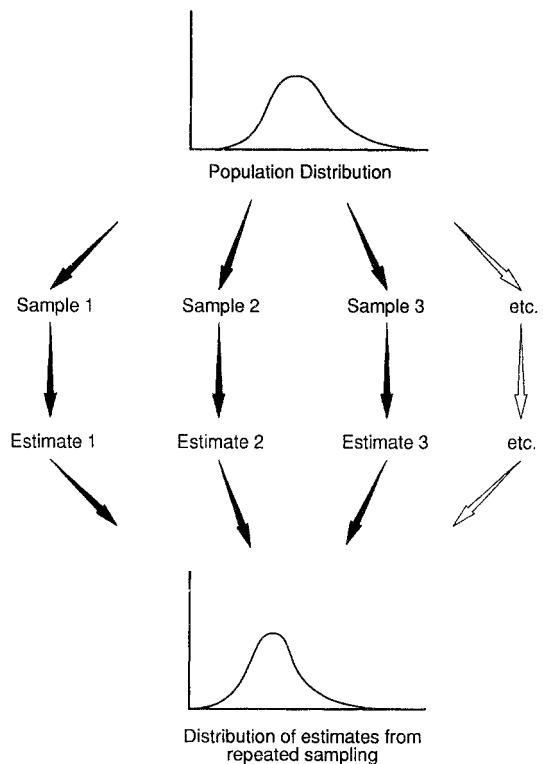 Population Distribution
Sample 1 Sample 2 Sample 3 etc.
Estimate 1 Estimate 2 Estimate 3 etc.
Distribution of estimates from
repeated sampling